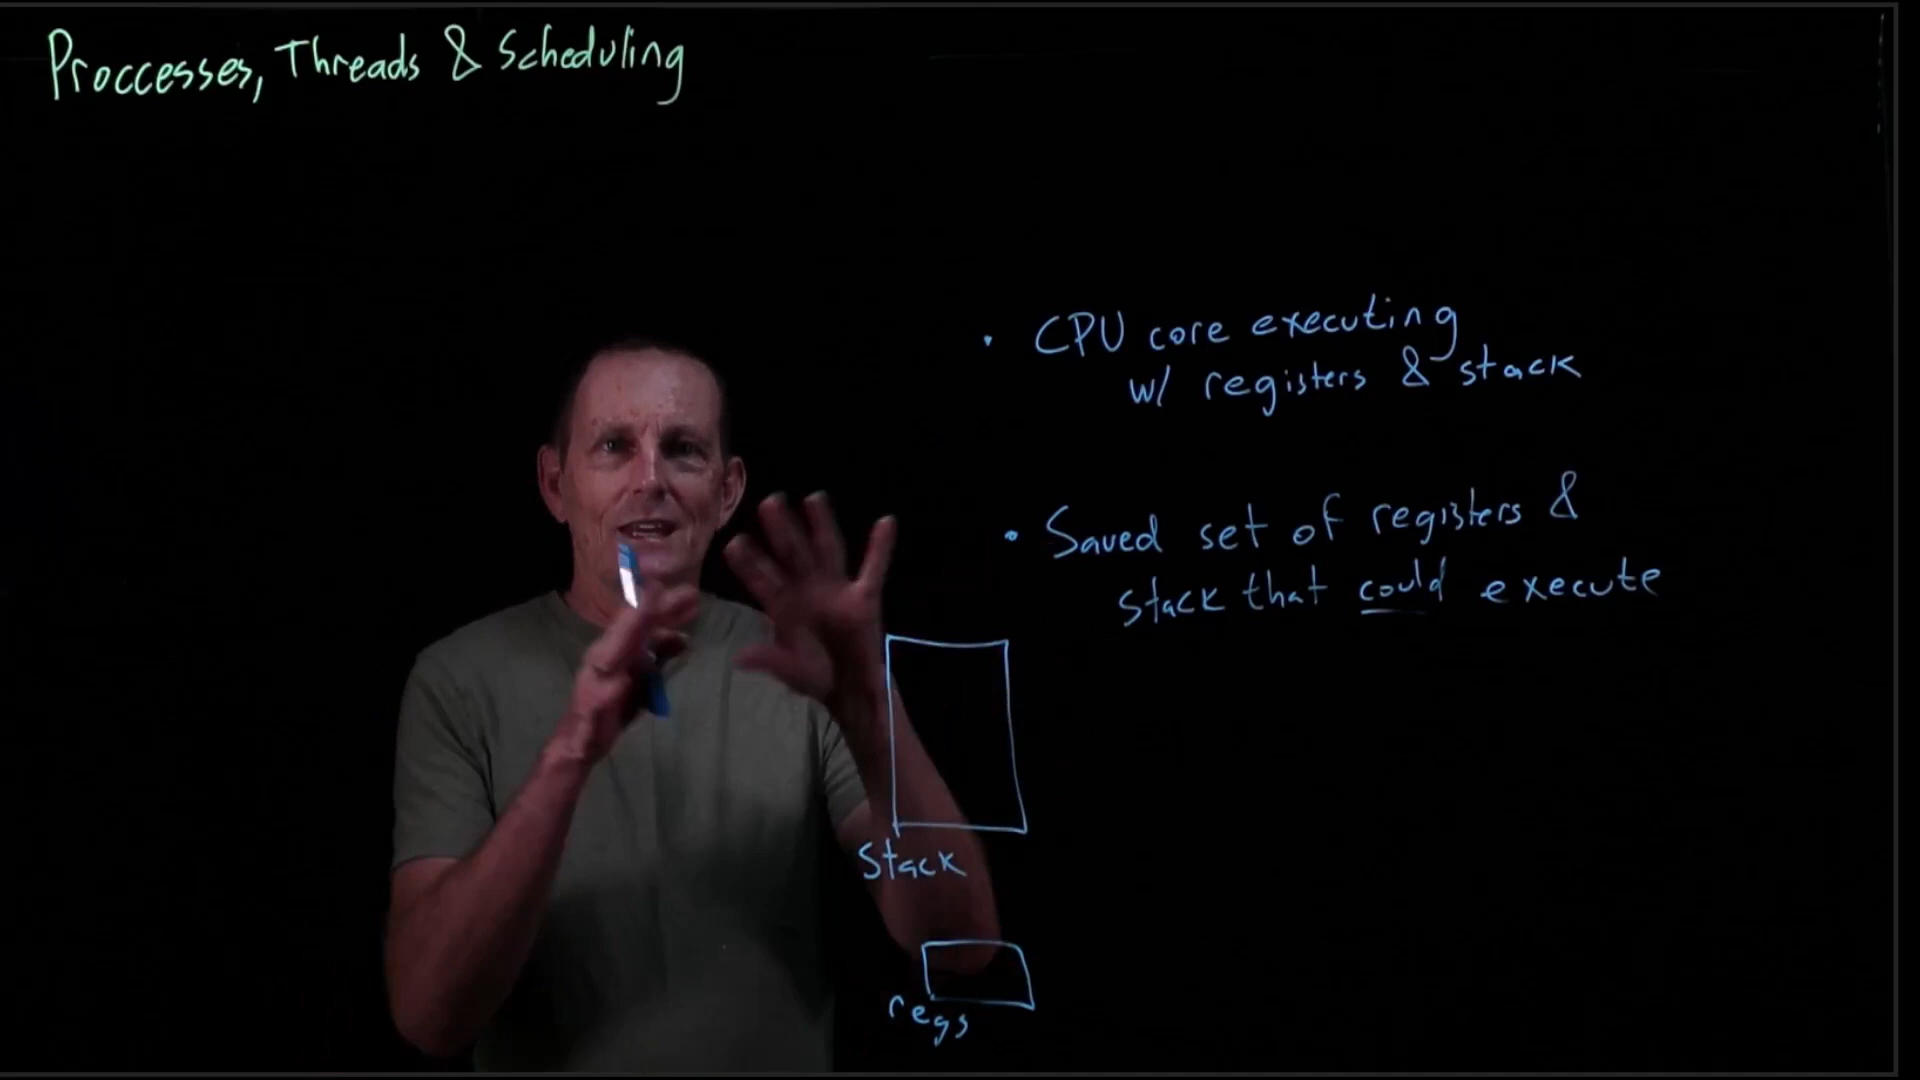 Proccesses, Threads & Scheduling
• CPU core executing
w/ registers & stack
• Saved set of registers &
stack that could execute
Stack
regs